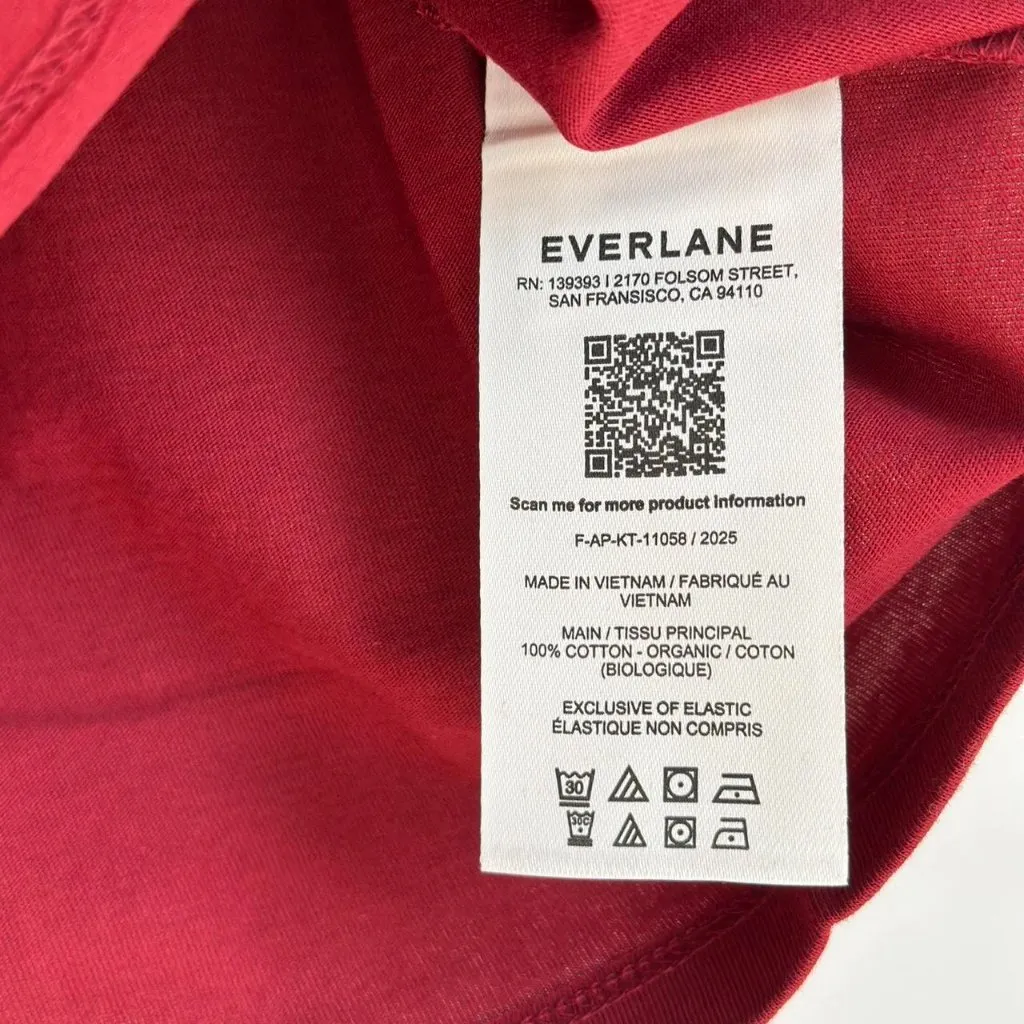 EVERLANE
RN: 139393 I 2170 FOLSOM STREET,
SAN FRANSISCO, CA 94110
Scan me for more product information
F-AP-KT-11058 / 2025
MADE IN VIETNAM / FABRIQUÉ AU
VIETNAM
MAIN / TISSU PRINCIPAL
100% COTTON - ORGANIC / COTON
(BIOLOGIQUE)
EXCLUSIVE OF ELASTIC
ÉLASTIQUE NON COMPRIS
30
30C